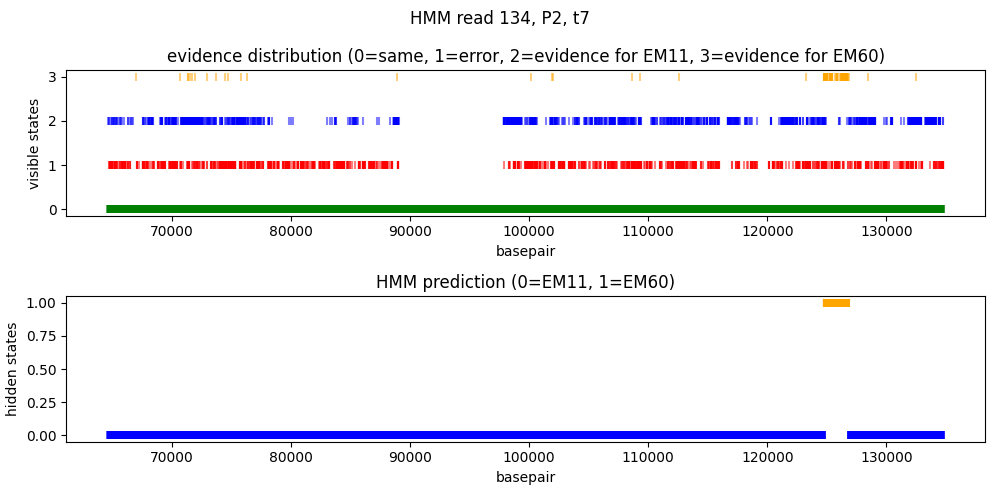 HMM read 134, P2, t7
evidence distribution (0=same, 1=error, 2=evidence for EM11, 3=evidence for EM60)
visible states
3
2
1
0
70000 80000 90000 100000 110000 120000 130000
basepair
HMM prediction (0=EM11, 1=EM60)
hidden states
1.00
0.75
0.50
0.25
0.00
70000 80000 90000 100000 110000 120000 130000
basepair